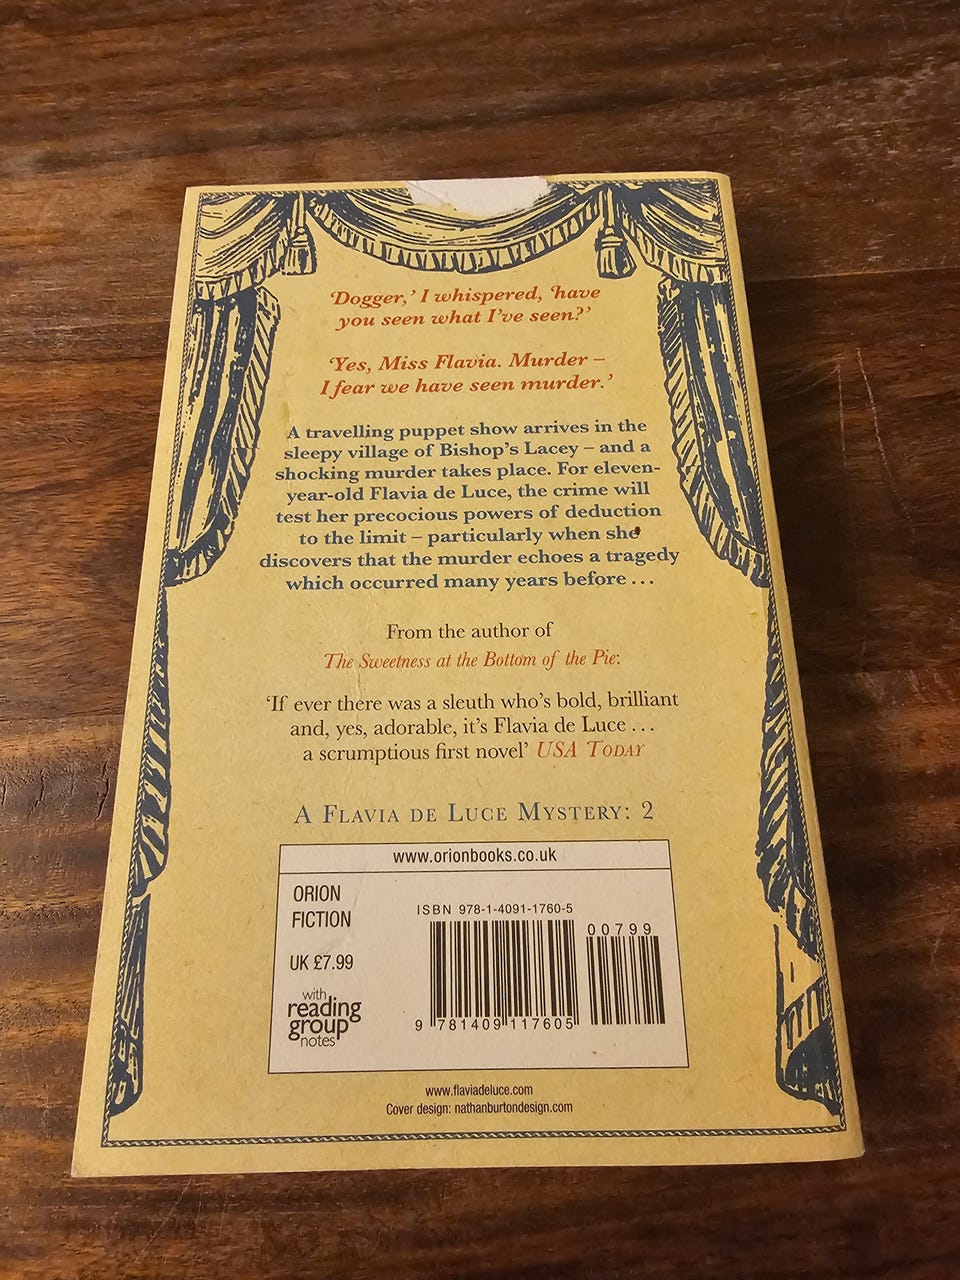 ‘Dogger,’ I whispered, ‘have
you seen what I’ve seen?’
‘Yes, Miss Flavia. Murder –
I fear we have seen murder.’
A travelling puppet show arrives in the
sleepy village of Bishop’s Lacey – and a
shocking murder takes place. For eleven-
year-old Flavia de Luce, the crime will
test her precocious powers of deduction
to the limit – particularly when she
discovers that the murder echoes a tragedy
which occurred many years before . . .
From the author of
The Sweetness at the Bottom of the Pie:
‘If ever there was a sleuth who’s bold, brilliant
and, yes, adorable, it’s Flavia de Luce . . .
a scrumptious first novel’ USA TODAY
A FLAVIA DE LUCE MYSTERY: 2
www.orionbooks.co.uk
ORION
FICTION
UK £7.99
with
reading
group
notes
ISBN 978-1-4091-1760-5
00799
9 781409 117605
www.flaviadeluce.com
Cover design: nathanburtondesign.com